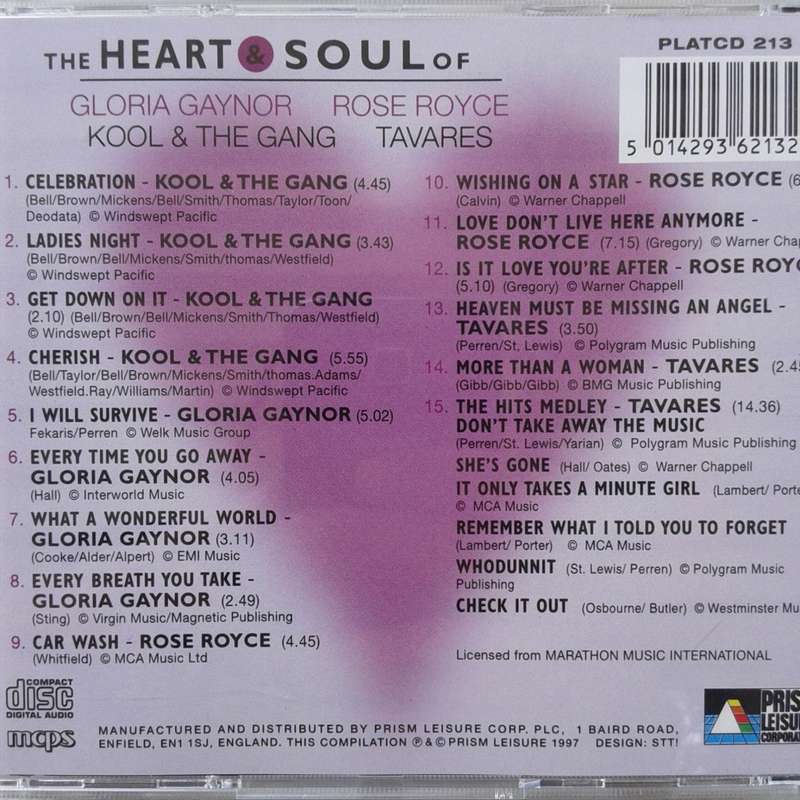 THE HEART & SOUL OF
GLORIA GAYNOR ROSE ROYCE
KOOL & THE GANG TAVARES
PLATCD 213
5 014293 62132
1. CELEBRATION - KOOL & THE GANG (4.45)
(Bell/Brown/Mickens/Bell/Smith/Thomas/Taylor/Toon/
Deodata) © Windswept Pacific
2. LADIES NIGHT - KOOL & THE GANG (3.43)
(Bell/Brown/Bell/Mickens/Smith/thomas/Westfield)
© Windswept Pacific
3. GET DOWN ON IT - KOOL & THE GANG
(2.10) (Bell/Brown/Bell/Mickens/Smith/Thomas/Westfield)
© Windswept Pacific
4. CHERISH - KOOL & THE GANG (5.55)
(Bell/Taylor/Bell/Brown/Mickens/Smith/thomas.Adams/
Westfield.Ray/Williams/Martin) © Windswept Pacific
5. I WILL SURVIVE - GLORIA GAYNOR (5.02)
Fekaris/Perren © Welk Music Group
6. EVERY TIME YOU GO AWAY -
GLORIA GAYNOR (4.05)
(Hall) © Interworld Music
7. WHAT A WONDERFUL WORLD -
GLORIA GAYNOR (3.11)
(Cooke/Alder/Alpert) © EMI Music
8. EVERY BREATH YOU TAKE -
GLORIA GAYNOR (2.49)
(Sting) © Virgin Music/Magnetic Publishing
9. CAR WASH - ROSE ROYCE (4.45)
(Whitfield) © MCA Music Ltd
10. WISHING ON A STAR - ROSE ROYCE (6
(Calvin) © Warner Chappell
11. LOVE DON'T LIVE HERE ANYMORE -
ROSE ROYCE (7.15) (Gregory) © Warner Chapp
12. IS IT LOVE YOU'RE AFTER - ROSE ROYC
(5.10) (Gregory) © Warner Chappell
13. HEAVEN MUST BE MISSING AN ANGEL -
TAVARES (3.50)
(Perren/St. Lewis) © Polygram Music Publishing
14. MORE THAN A WOMAN - TAVARES (2.45
(Gibb/Gibb/Gibb) © BMG Music Publishing
15. THE HITS MEDLEY - TAVARES (14.36)
DON'T TAKE AWAY THE MUSIC
(Perren/St. Lewis/Yarian) © Polygram Music Publishing
SHE'S GONE (Hall/ Oates) © Warner Chappell
IT ONLY TAKES A MINUTE GIRL (Lambert/ Porte
© MCA Music
REMEMBER WHAT I TOLD YOU TO FORGET
(Lambert/ Porter) © MCA Music
WHODUNNIT (St. Lewis/ Perren) © Polygram Music
Publishing
CHECK IT OUT (Osbourne/ Butler) © Westminster Mu
Licensed from MARATHON MUSIC INTERNATIONAL
COMPACT
disc
DIGITAL AUDIO
mcps
MANUFACTURED AND DISTRIBUTED BY PRISM LEISURE CORP. PLC, 1 BAIRD ROAD,
ENFIELD, EN1 1SJ, ENGLAND. THIS COMPILATION ℗ & © PRISM LEISURE 1997 DESIGN: STT!
PRISM
LEISURE
CORPORAT